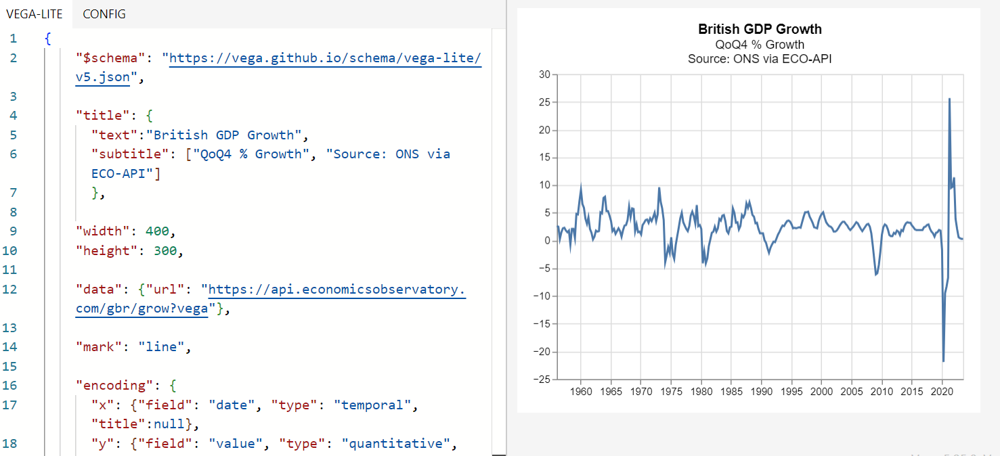 VEGA-LITE CONFIG
1 {
2 "$schema": "https://vega.github.io/schema/vega-lite/
v5.json",
3
4 "title": {
5 "text":"British GDP Growth",
6 "subtitle": ["QoQ4 % Growth", "Source: ONS via
ECO-API"]
7 },
8
9 "width": 400,
10 "height": 300,
11
12 "data": {"url": "https://api.economicsobservatory.
com/gbr/grow?vega"},
13
14 "mark": "line",
15
16 "encoding": {
17 "x": {"field": "date", "type": "temporal",
"title":null},
18 "y": {"field": "value", "type": "quantitative",
British GDP Growth
QoQ4 % Growth
Source: ONS via ECO-API
30
25
20
15
10
5
0
−5
−10
−15
−20
−25
1960 1965 1970 1975 1980 1985 1990 1995 2000 2005 2010 2015 2020